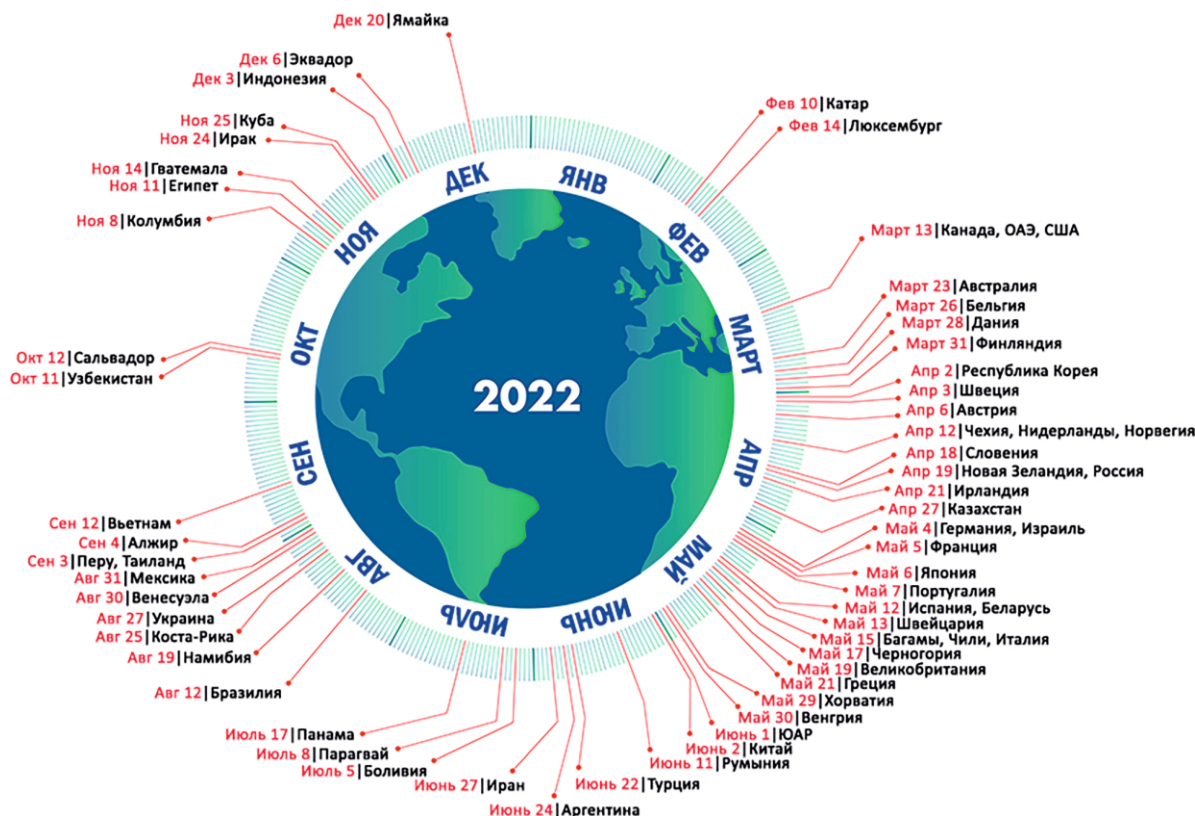 Дек 20|Ямайка
Дек 6|Эквадор
Дек 3|Индонезия
Ноя 25|Куба
Ноя 24|Ирак
Ноя 14|Гватемала
Ноя 11|Египет
Ноя 8|Колумбия
Окт 12|Сальвадор
Окт 11|Узбекистан
Сен 12|Вьетнам
Сен 4|Алжир
Сен 3|Перу, Таиланд
Авг 31|Мексика
Авг 30|Венесуэла
Авг 27|Украина
Авг 25|Коста-Рика
Авг 19|Намибия
Авг 12|Бразилия
Июль 17|Панама
Июль 8|Парагвай
Июль 5|Боливия
Июнь 27|Иран
Июнь 24|Аргентина
Фев 10|Катар
Фев 14|Люксембург
Март 13|Канада, ОАЭ, США
Март 23|Австралия
Март 26|Бельгия
Март 28|Дания
Март 31|Финляндия
Апр 2|Республика Корея
Апр 3|Швеция
Апр 6|Австрия
Апр 12|Чехия, Нидерланды, Норвегия
Апр 18|Словения
Апр 19|Новая Зеландия, Россия
Апр 21|Ирландия
Апр 27|Казахстан
Май 4|Германия, Израиль
Май 5|Франция
Май 6|Япония
Май 7|Португалия
Май 12|Испания, Беларусь
Май 13|Швейцария
Май 15|Багамы, Чили, Италия
Май 17|Черногория
Май 19|Великобритания
Май 21|Греция
Май 29|Хорватия
Май 30|Венгрия
Июнь 1|ЮАР
Июнь 2|Китай
Июнь 11|Румыния
Июнь 22|Турция
ЯНВ
ФЕВ
МАРТ
АПР
МАЙ
ИЮНЬ
ИЮЛЬ
АВГ
СЕН
ОКТ
НОЯ
ДЕК
2022